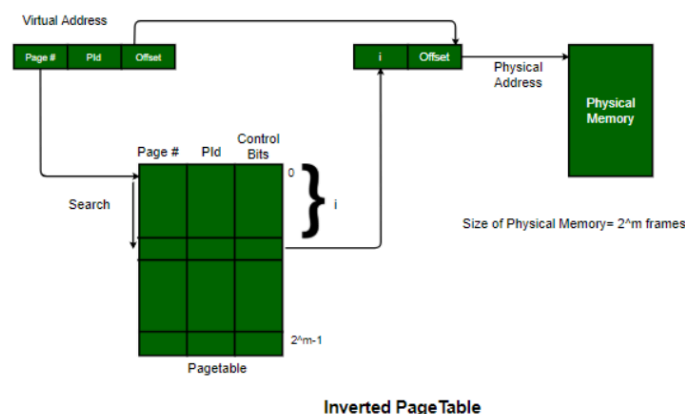 Virtual Address
Page #
PId
Offset
i
Offset
Physical
Address
Physical
Memory
Page #
PId
Control
Bits
0
i
Search
Size of Physical Memory= 2^m frames
2^m-1
Pagetable
Inverted PageTable